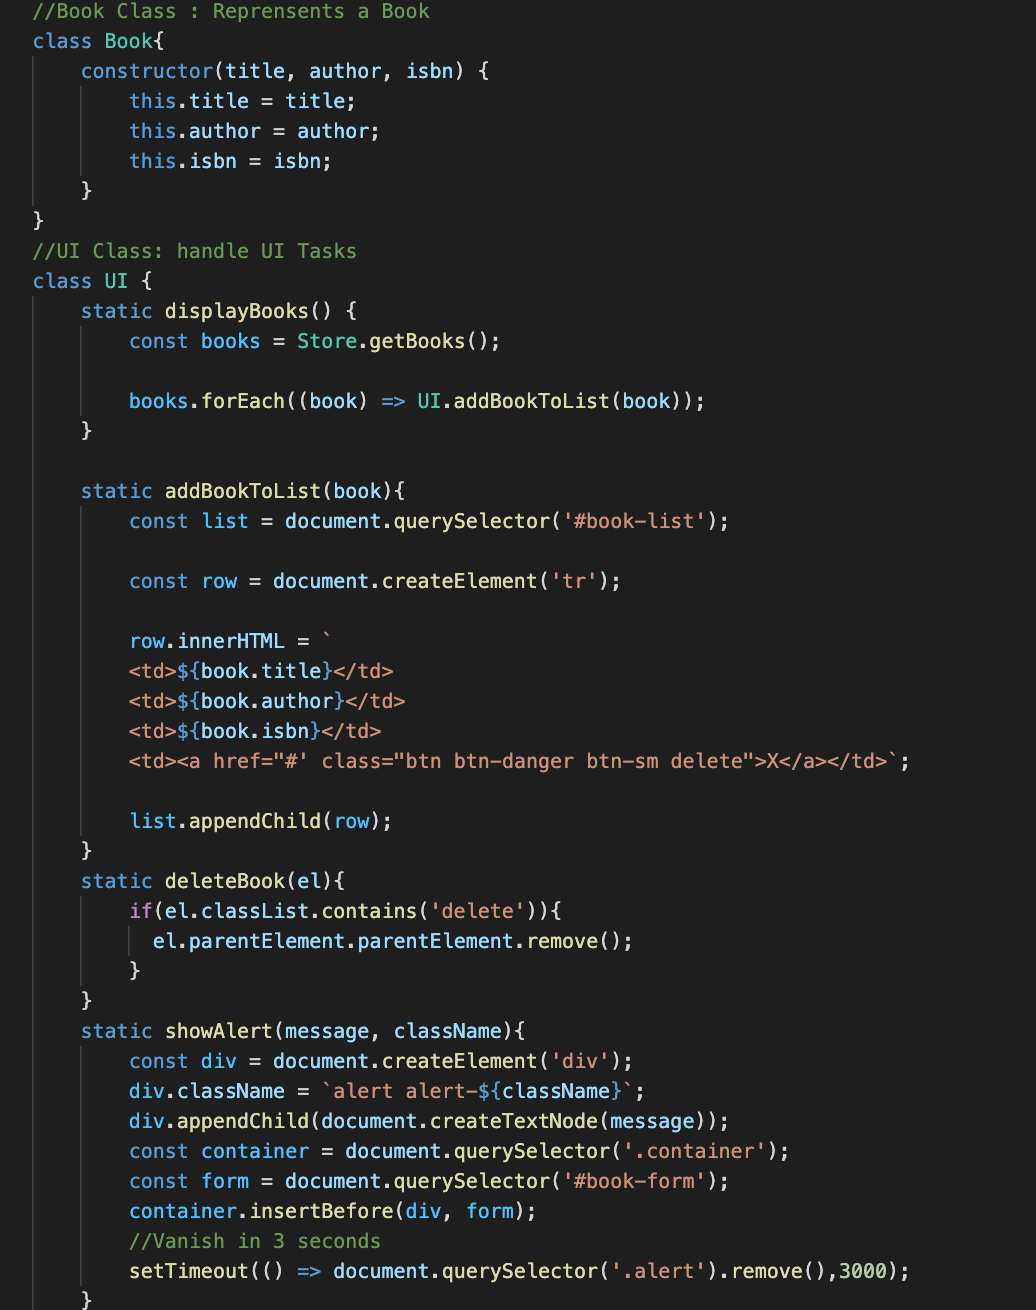 //Book Class : Reprensents a Book
class Book{
    constructor(title, author, isbn) {
        this.title = title;
        this.author = author;
        this.isbn = isbn;
    }
}
//UI Class: handle UI Tasks
class UI {
    static displayBooks() {
        const books = Store.getBooks();

        books.forEach((book) => UI.addBookToList(book));
    }

    static addBookToList(book){
        const list = document.querySelector('#book-list');

        const row = document.createElement('tr');

        row.innerHTML = `
        <td>${book.title}</td>
        <td>${book.author}</td>
        <td>${book.isbn}</td>
        <td><a href="#' class="btn btn-danger btn-sm delete">X</a></td>`;

        list.appendChild(row);
    }
    static deleteBook(el){
        if(el.classList.contains('delete')){
          el.parentElement.parentElement.remove();
        }
    }
    static showAlert(message, className){
        const div = document.createElement('div');
        div.className = `alert alert-${className}`;
        div.appendChild(document.createTextNode(message));
        const container = document.querySelector('.container');
        const form = document.querySelector('#book-form');
        container.insertBefore(div, form);
        //Vanish in 3 seconds
        setTimeout(() => document.querySelector('.alert').remove(),3000);
    }